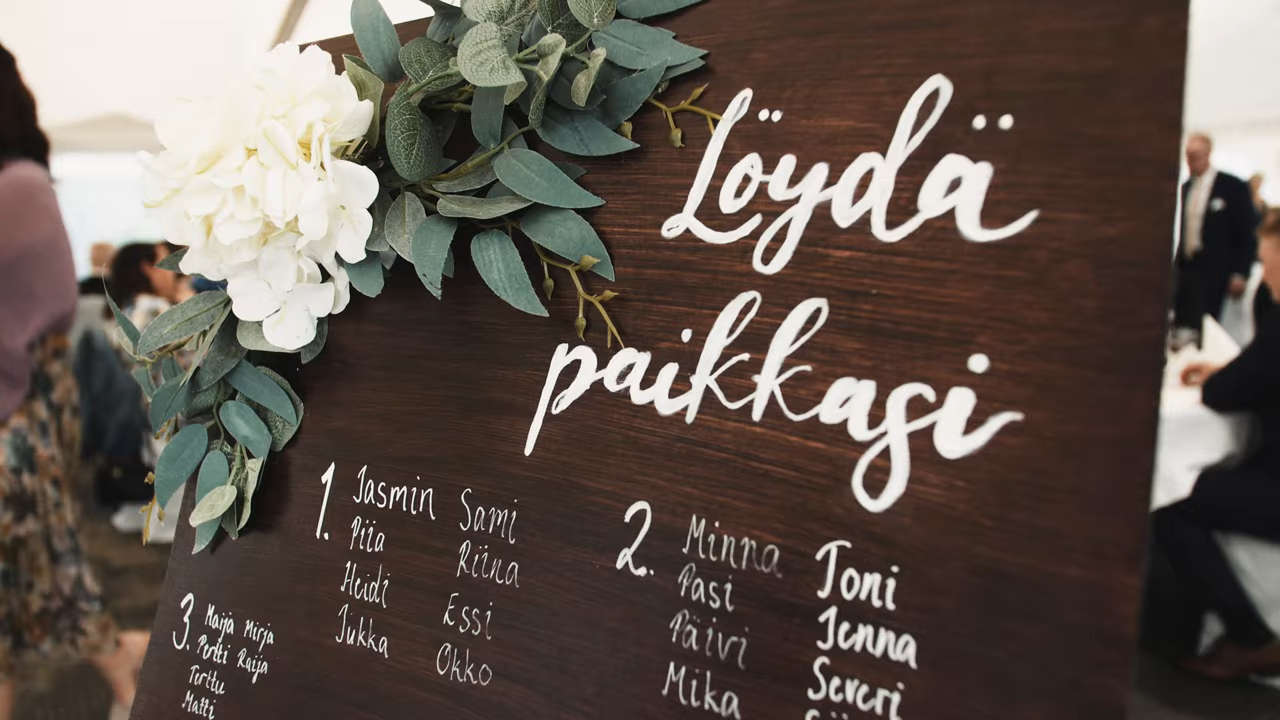 Löydä
paikkasi
1. Jasmin Sami
Piia Riina
Heidi Essi
Jukka Okko
2. Minna Toni
Pasi Jenna
Päivi Severi
Mika
3. Maija Mirja
Pertti Raija
Terttu
Matti